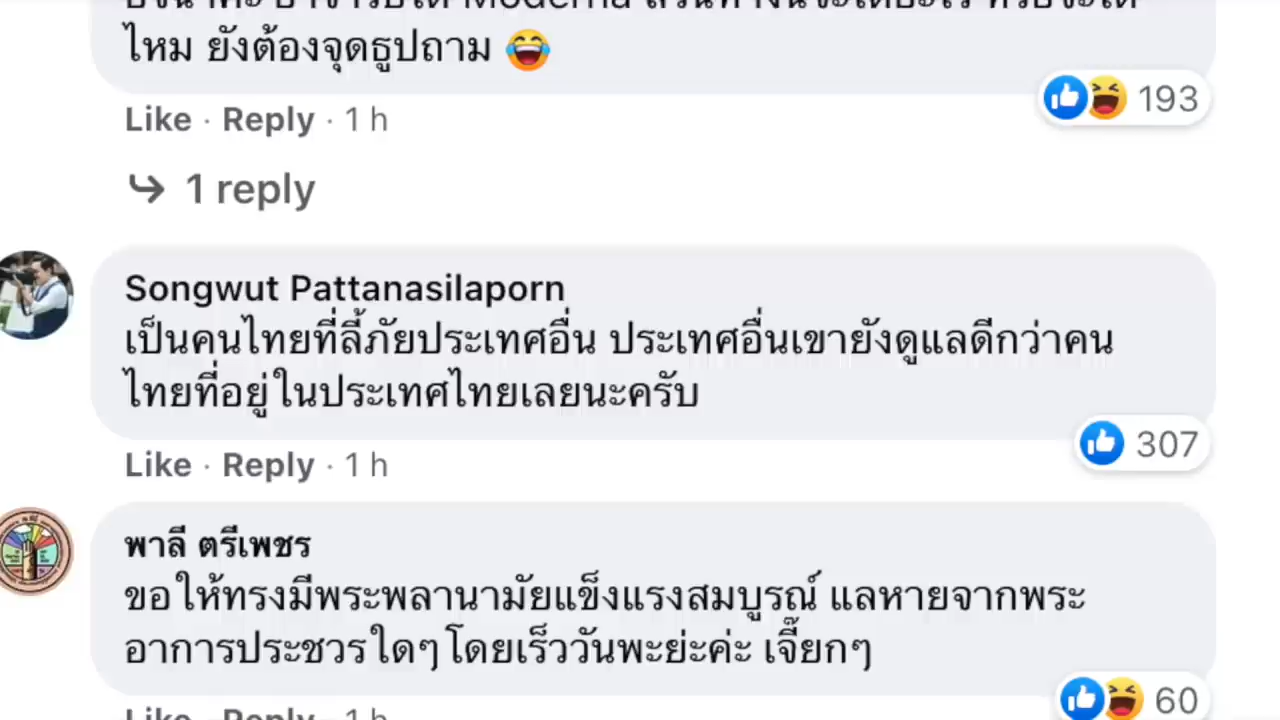 ไหม ยังต้องจุดธูปถาม 😂
193
Like · Reply · 1 h
1 reply
Songwut Pattanasilaporn
เป็นคนไทยที่ลี้ภัยประเทศอื่น ประเทศอื่นเขายังดูแลดีกว่าคน
ไทยที่อยู่ในประเทศไทยเลยนะครับ
307
Like · Reply · 1 h
พาลี ตรีเพชร
ขอให้ทรงมีพระพลานามัยแข็งแรงสมบูรณ์ แลหายจากพระ
อาการประชวรใดๆโดยเร็ววันพะย่ะค่ะ เจี๊ยกๆ
60
Like · Reply · 1 h